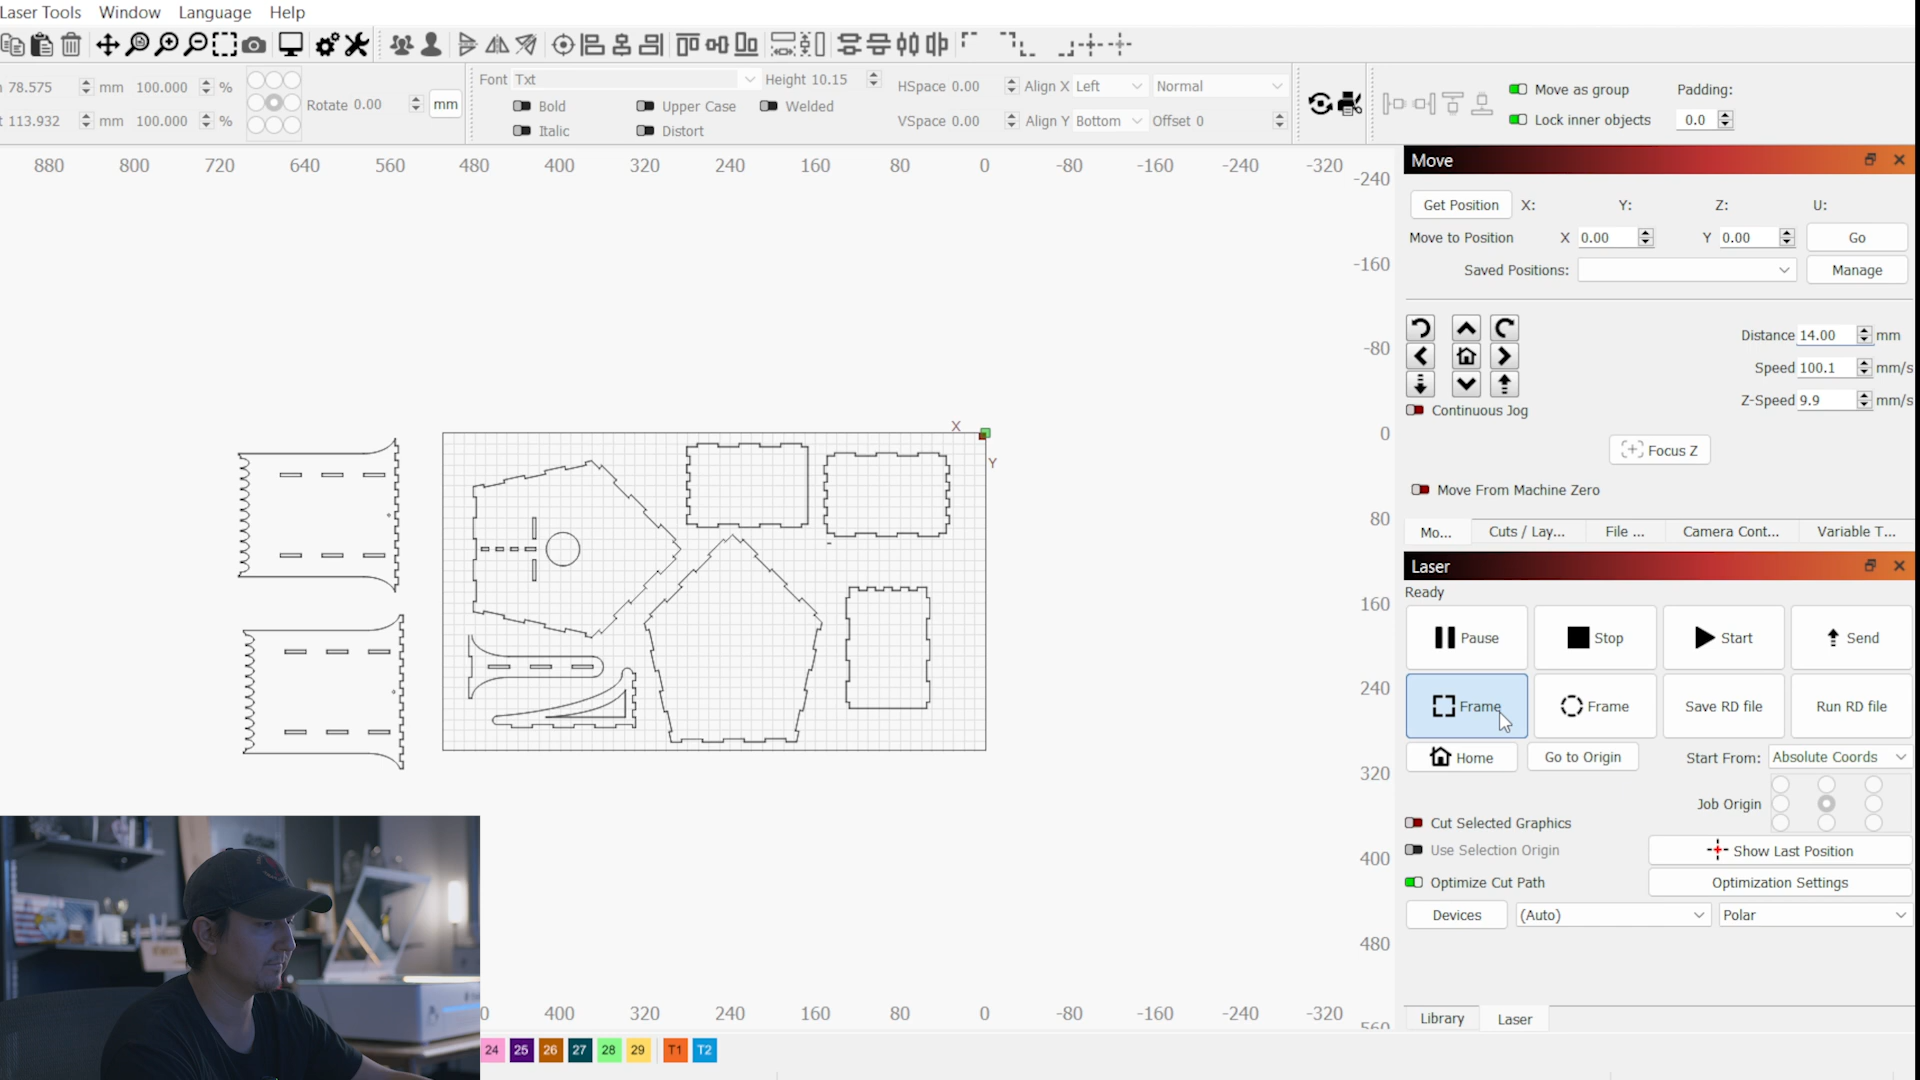 Laser Tools Window Language Help
78.575 mm 100.000 %
113.932 mm 100.000 %
Rotate 0.00 mm
Font Txt Height 10.15
Bold Upper Case Welded
Italic Distort
HSpace 0.00 Align X Left Normal
VSpace 0.00 Align Y Bottom Offset 0
Move as group Padding:
Lock inner objects 0.0
880 800 720 640 560 480 400 320 240 160 80 0 -80 -160 -240 -320
-240
-160
-80
0
80
160
240
320
400
480
560
X
Y
Move
Get Position X: Y: Z: U:
Move to Position X 0.00 Y 0.00 Go
Saved Positions: Manage
Distance 14.00 mm
Speed 100.1 mm/s
Z-Speed 9.9 mm/s
Continuous Jog
Focus Z
Move From Machine Zero
Mo... Cuts / Lay... File ... Camera Cont... Variable T...
Laser
Ready
Pause Stop Start Send
Frame Frame Save RD file Run RD file
Home Go to Origin Start From: Absolute Coords
Job Origin
Cut Selected Graphics
Use Selection Origin Show Last Position
Optimize Cut Path Optimization Settings
Devices (Auto) Polar
0 400 320 240 160 80 0 -80 -160 -240 -320
Library Laser
24 25 26 27 28 29 T1 T2